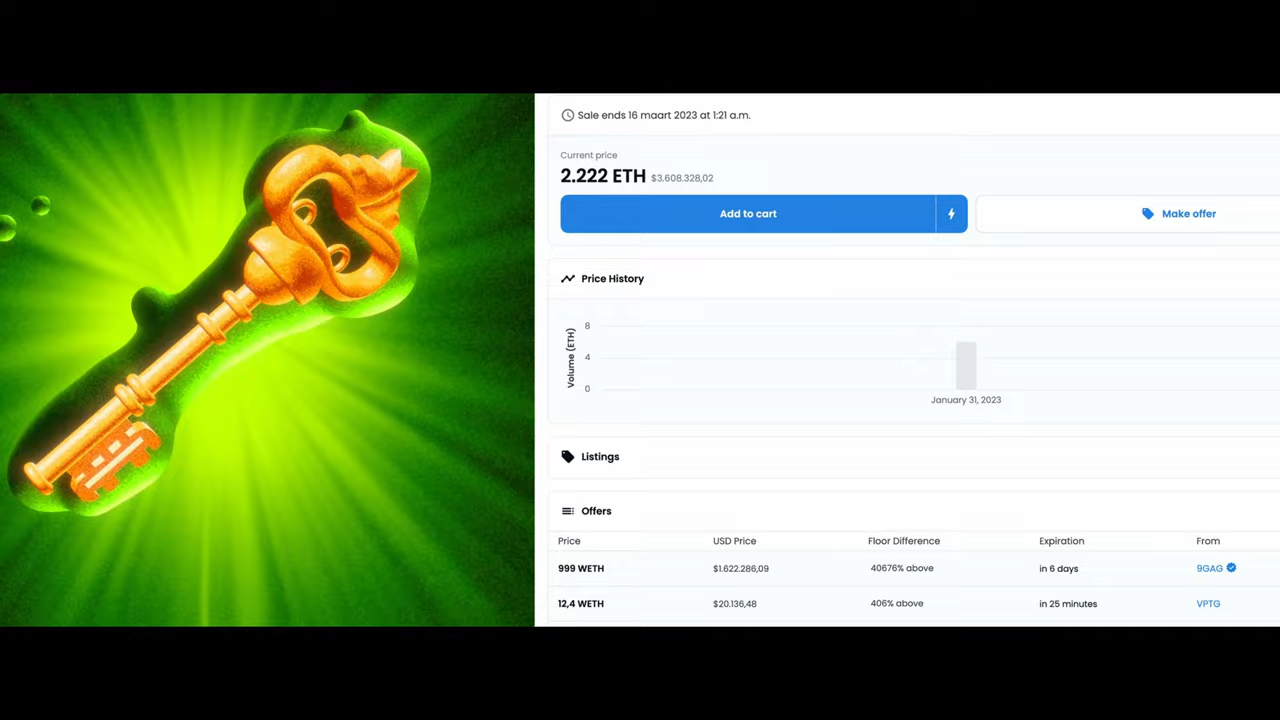 Sale ends 16 maart 2023 at 1:21 a.m.
Current price
2.222 ETH $3.608.328,02
Add to cart
Make offer
Price History
Volume (ETH)
8
4
0
January 31, 2023
Listings
Offers
Price USD Price Floor Difference Expiration From
999 WETH $1.622.286,09 40676% above in 6 days 9GAG
12,4 WETH $20.136,48 406% above in 25 minutes VPTG